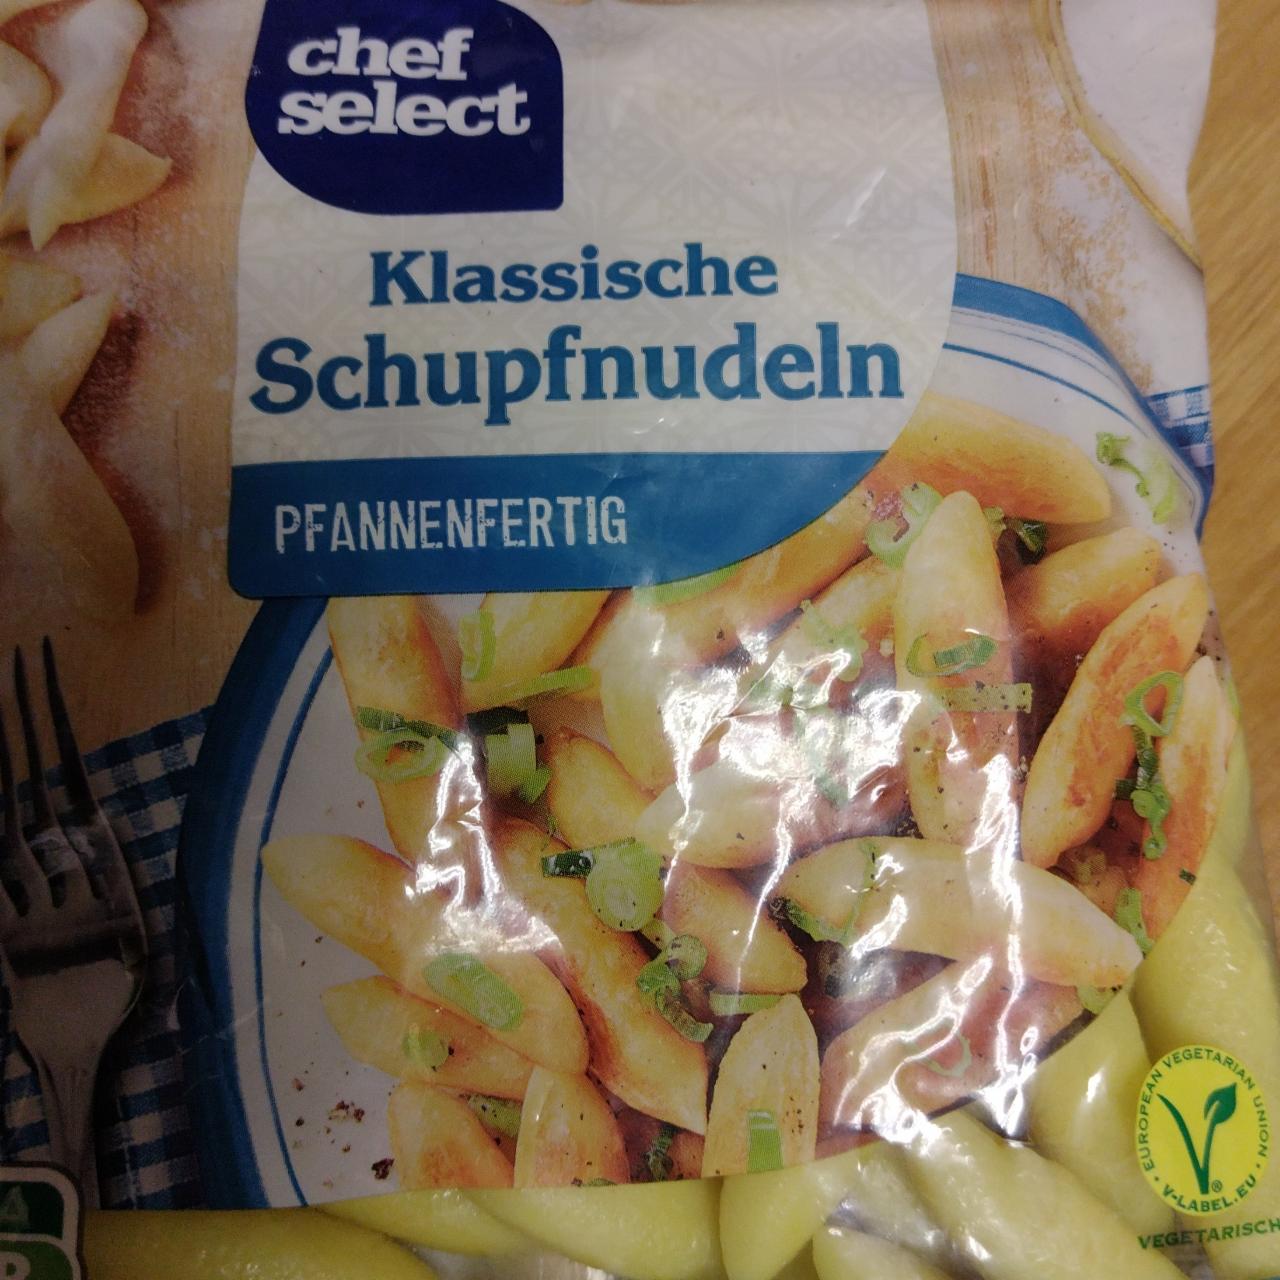 chef
select
Klassische
Schupfnudeln
PFANNENFERTIG
EUROPEAN VEGETARIAN UNION
V-LABEL.EU
VEGETARISCH